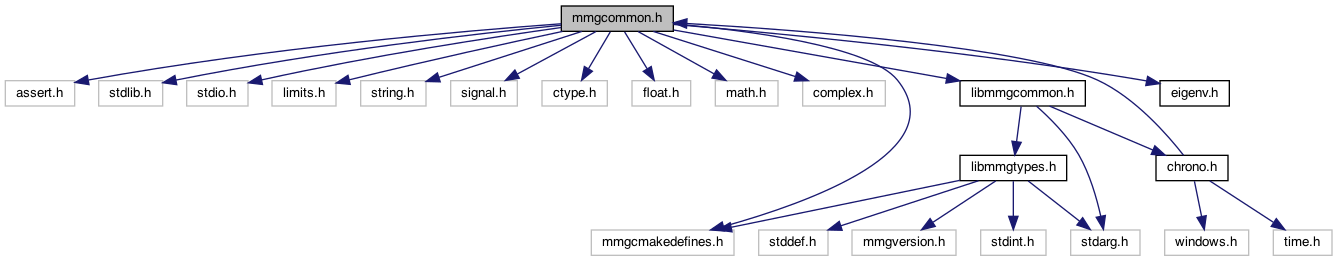 mmgcommon.h
assert.h
stdlib.h
stdio.h
limits.h
string.h
signal.h
ctype.h
float.h
math.h
complex.h
libmmgcommon.h
eigenv.h
libmmgtypes.h
chrono.h
mmgcmakedefines.h
stddef.h
mmgversion.h
stdint.h
stdarg.h
windows.h
time.h